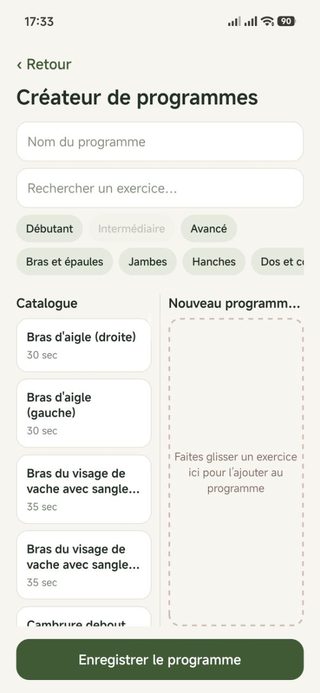 17:33
90
‹ Retour
Créateur de programmes
Nom du programme
Rechercher un exercice…
Débutant
Intermédiaire
Avancé
Bras et épaules
Jambes
Hanches
Dos et c
Catalogue
Bras d'aigle (droite)
30 sec
Bras d'aigle
(gauche)
30 sec
Bras du visage de
vache avec sangle…
35 sec
Bras du visage de
vache avec sangle…
35 sec
Cambrure debout
Nouveau programm…
Faites glisser un exercice
ici pour l'ajouter au
programme
Enregistrer le programme